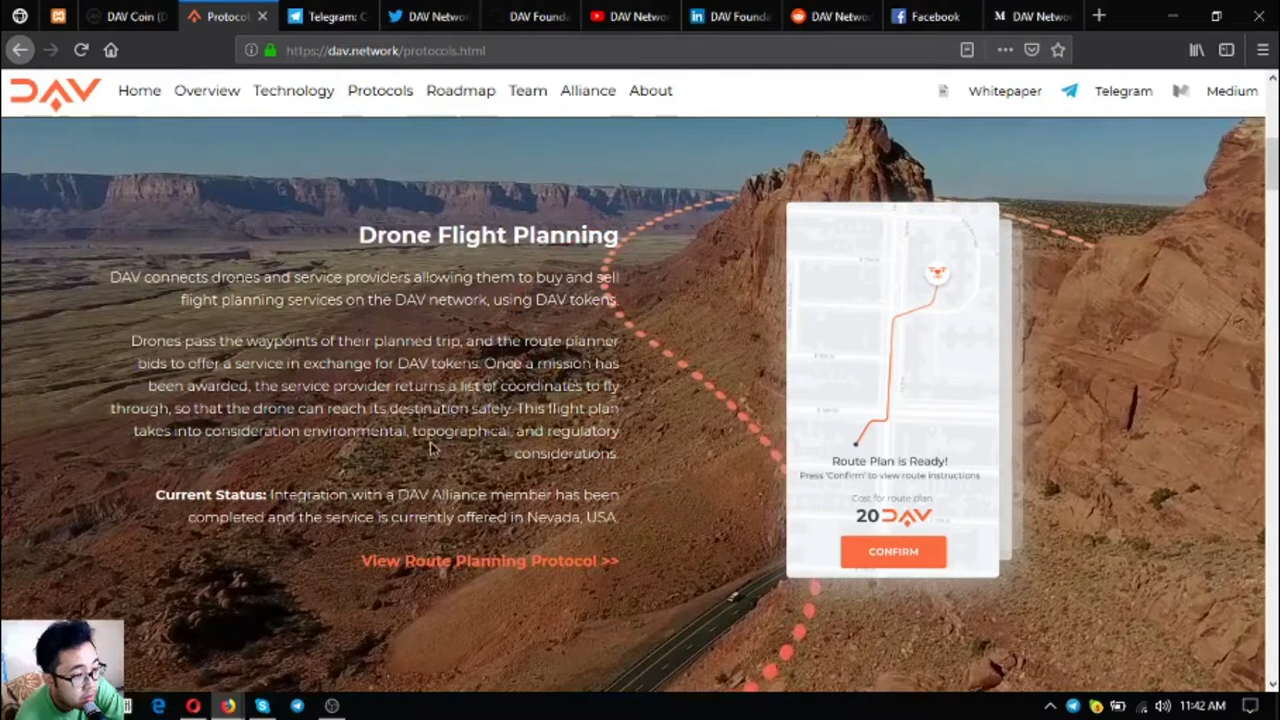 DAV Coin (D
Protocol
Telegram: C
DAV Netwo
DAV Founda
DAV Netwo
DAV Founda
DAV Netwo
Facebook
DAV Netwo
https://dav.network/protocols.html
DAV
Home
Overview
Technology
Protocols
Roadmap
Team
Alliance
About
Whitepaper
Telegram
Medium
Drone Flight Planning
DAV connects drones and service providers allowing them to buy and sell
flight planning services on the DAV network, using DAV tokens.
Drones pass the waypoints of their planned trip, and the route planner
bids to offer a service in exchange for DAV tokens. Once a mission has
been awarded, the service provider returns a list of coordinates to fly
through, so that the drone can reach its destination safely. This flight plan
takes into consideration environmental, topographical, and regulatory
considerations.
Current Status: Integration with a DAV Alliance member has been
completed and the service is currently offered in Nevada, USA.
View Route Planning Protocol >>
Route Plan is Ready!
Press 'Confirm' to view route instructions
Cost for route plan
20 DAV
CONFIRM
11:42 AM